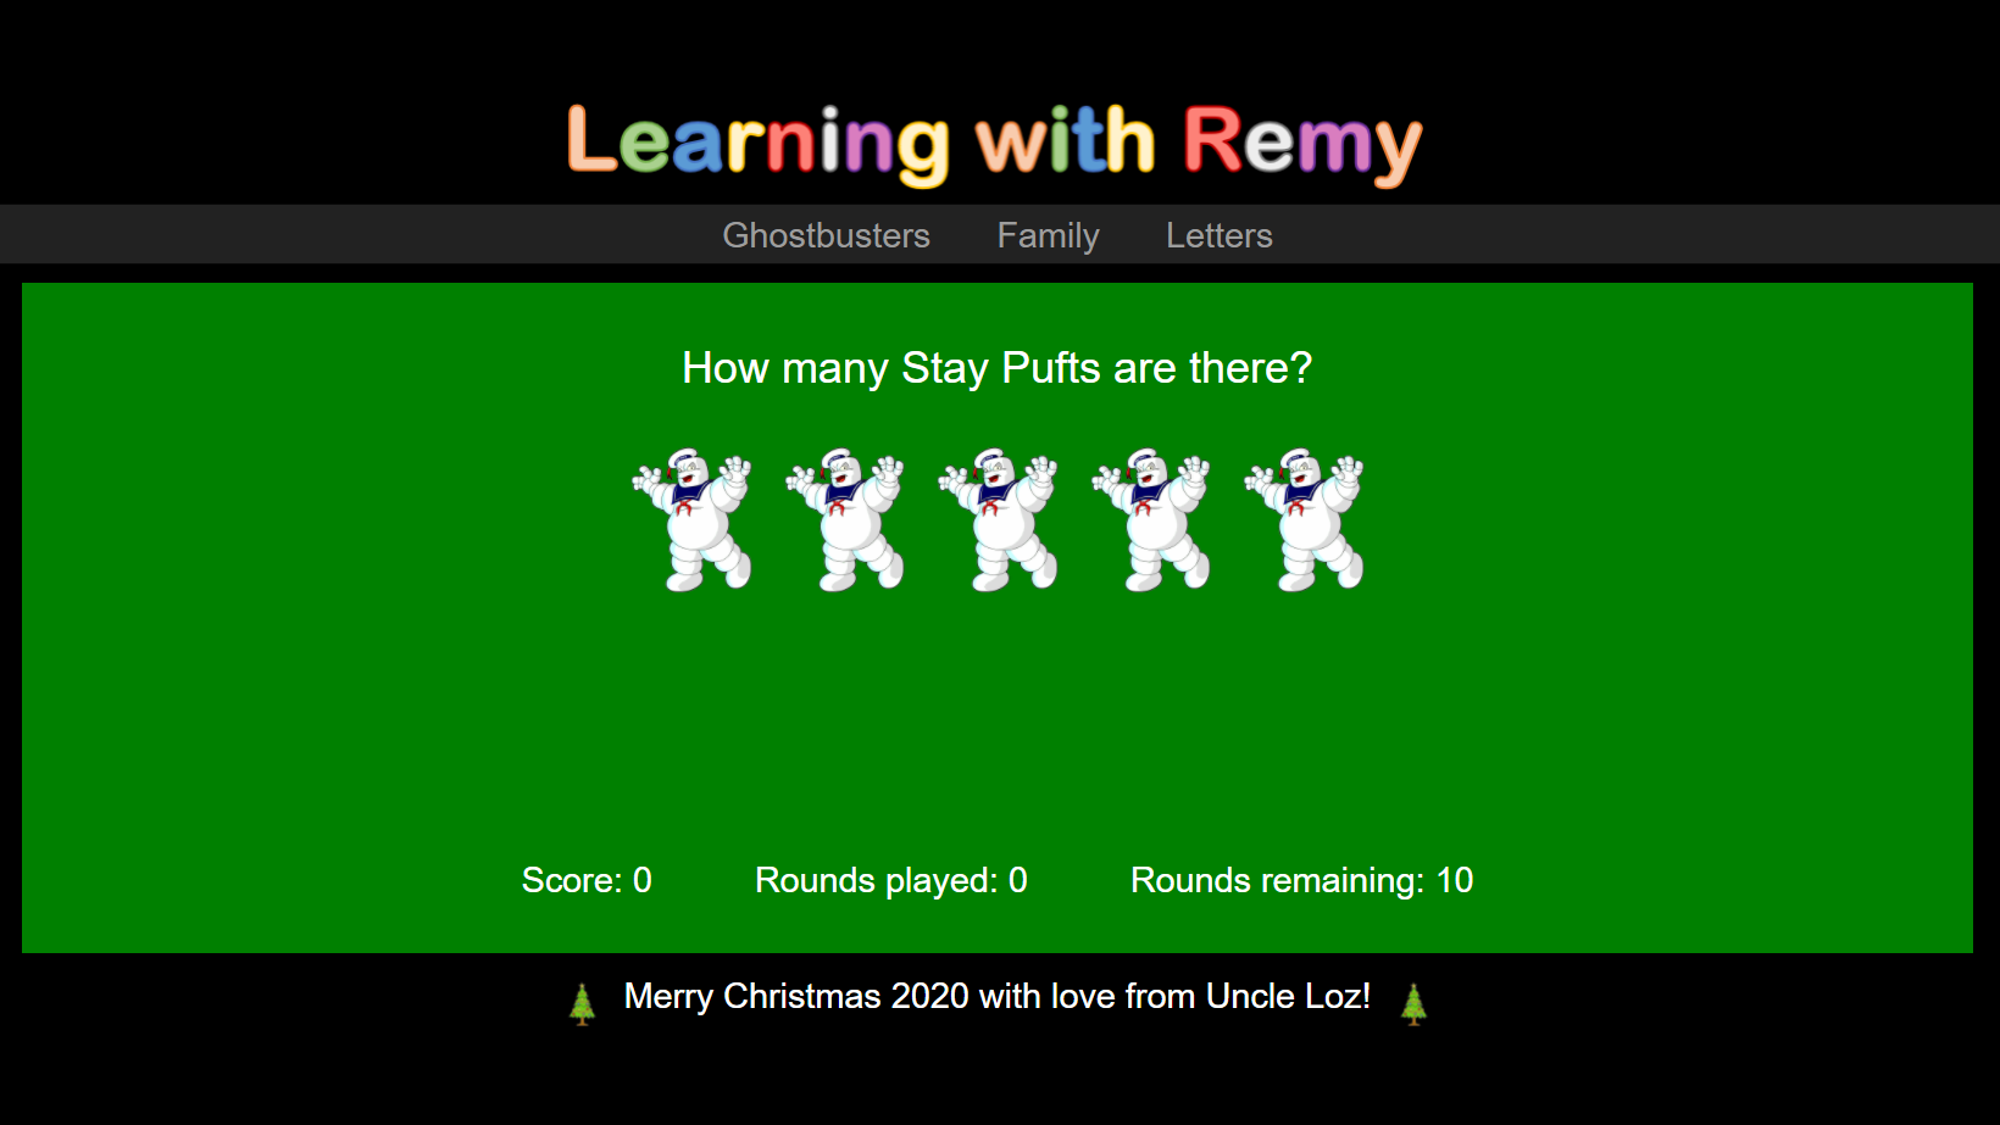 Learning with Remy
Ghostbusters Family Letters
How many Stay Pufts are there?
Score: 0 Rounds played: 0 Rounds remaining: 10
Merry Christmas 2020 with love from Uncle Loz!